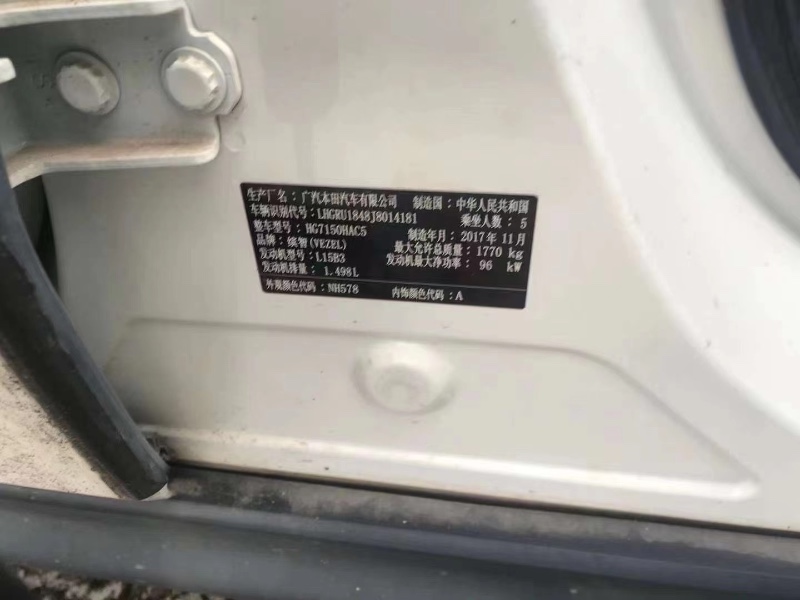 生产厂名：广汽本田汽车有限公司 制造国：中华人民共和国
车辆识别代号：LHGRU1848J8014181 乘坐人数：5
整车型号：HG7150HAC5 制造年月：2017年11月
品牌：缤智(VEZEL) 最大允许总质量：1770 kg
发动机型号：L15B3 发动机最大净功率：96 kW
发动机排量：1.498L
外观颜色代码：NH578 内饰颜色代码：A